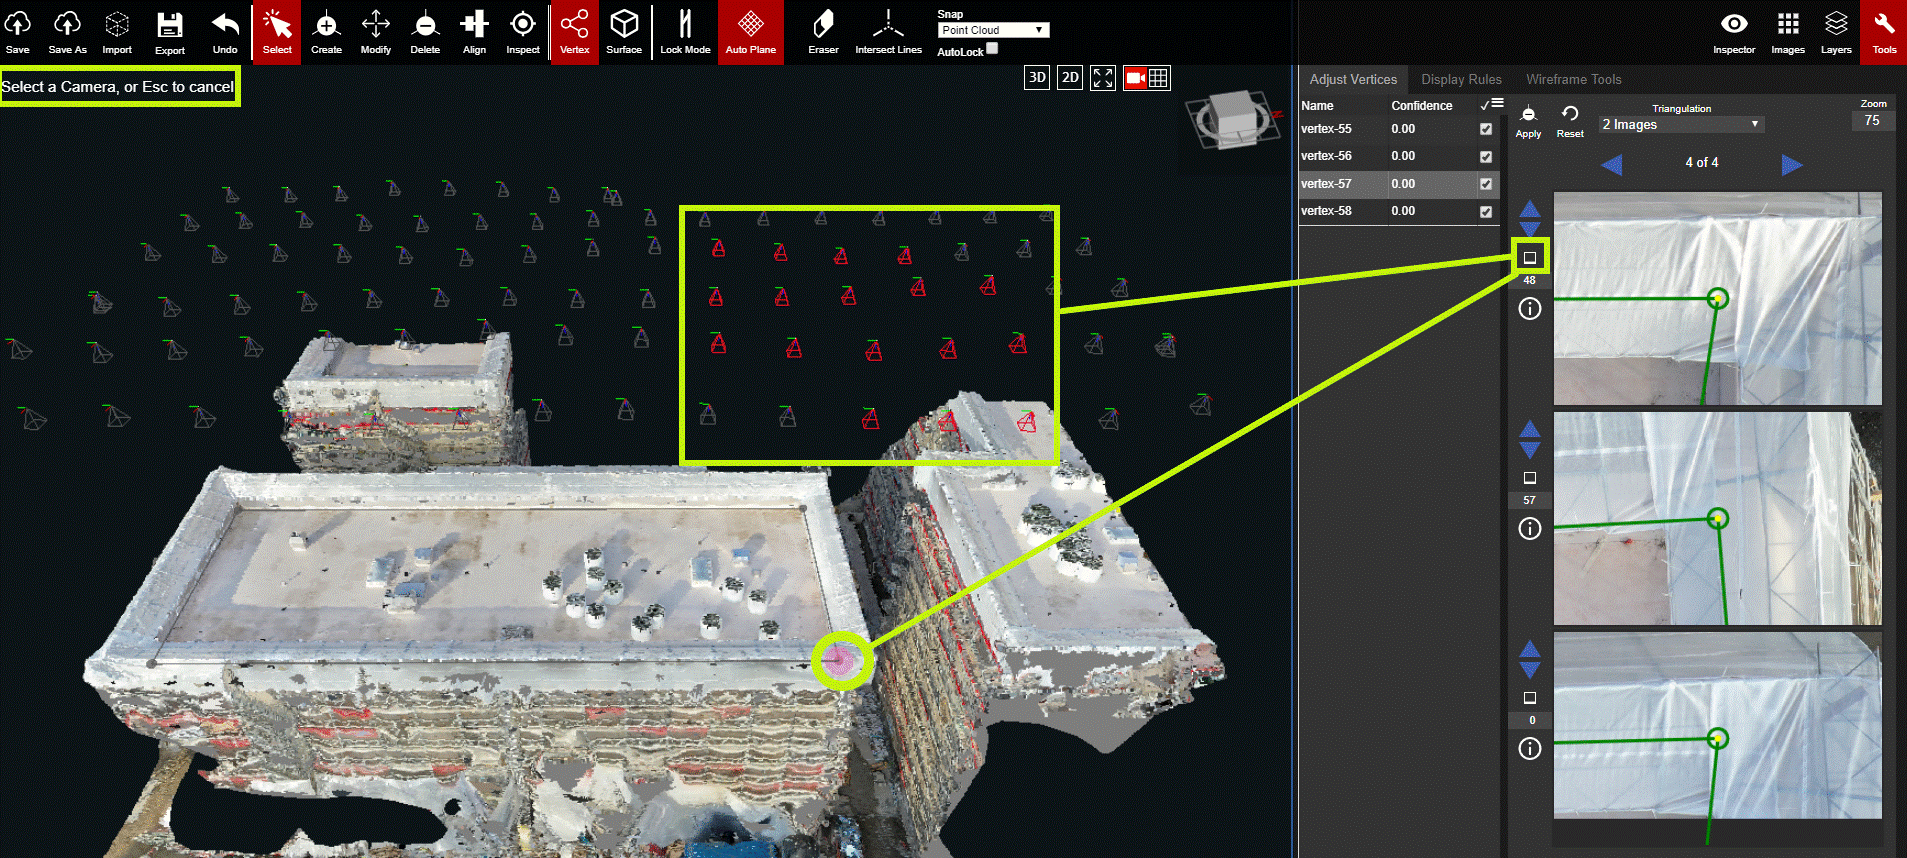 Save
Save As
Import
Export
Undo
Select
Create
Modify
Delete
Align
Inspect
Vertex
Surface
Lock Mode
Auto Plane
Eraser
Intersect Lines
Snap
Point Cloud
AutoLock
Inspector
Images
Layers
Tools
Select a Camera, or Esc to cancel
3D
2D
Adjust Vertices
Display Rules
Wireframe Tools
Name Confidence
vertex-55 0.00
vertex-56 0.00
vertex-57 0.00
vertex-58 0.00
Apply
Reset
Triangulation
2 Images
Zoom
75
4 of 4
48
57
0